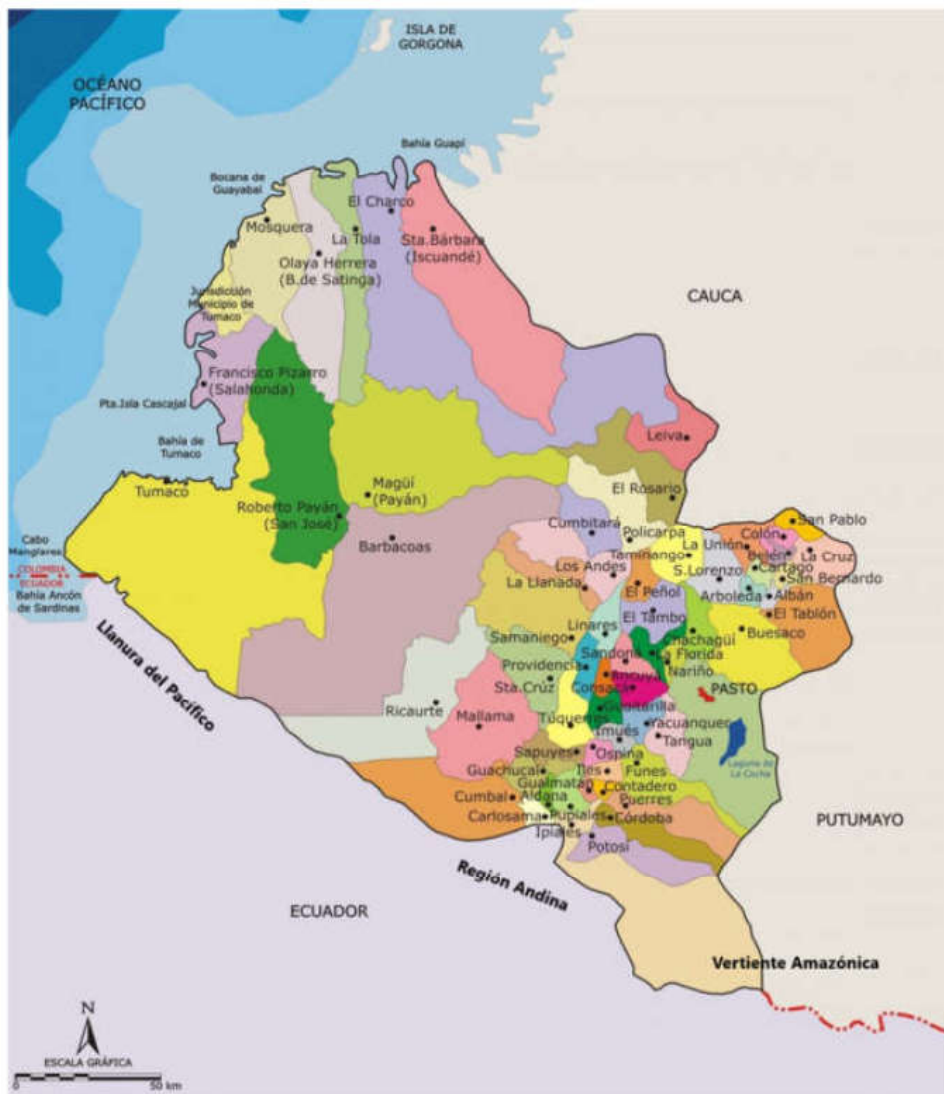 ISLA DE
GORGONA
OCÉANO
PACÍFICO
Bahía Guapi
Bocana de
Guayabal
El Charco
Mosquera
La Tola
Sta.Bárbara
(Iscuandé)
Olaya Herrera
(B.de Satinga)
Jurisdicción
Municipio de
Tumaco
CAUCA
Francisco Pizarro
(Salahonda)
Pta.Isla Cascajal
Bahía de
Tumaco
Leiva
Tumaco
Magüí
(Payán)
El Rosario
Roberto Payán
(San José)
Cumbitará
Policarpa
San Pablo
Colón
La Unión
Barbacoas
Cabo
Manglares
Taminango
Belén
La Cruz
Los Andes
S.Lorenzo
Cartago
San Bernardo
COLOMBIA
ECUADOR
Bahía Ancón
de Sardinas
La Llanada
El Peñol
Arboleda
Albán
El Tambo
El Tablón
Linares
Buesaco
Samaniego
Chachagüí
Sandoná
La Florida
Llanura del Pacífico
Providencia
Nariño
Ancuya
Sta.Crúz
Consacá
PASTO
Ricaurte
Guaitarilla
Mallama
Túquerres
Yacuanquer
Imués
Tangua
Sapuyes
Ospina
Laguna de
La Cocha
Guachucal
Iles
Funes
Gualmatán
Contadero
Cumbal
Aldana
Puerres
Carlosama
Pupiales
Córdoba
PUTUMAYO
Ipiales
Potosí
Región Andina
ECUADOR
Vertiente Amazónica
N
ESCALA GRÁFICA
0
50 km